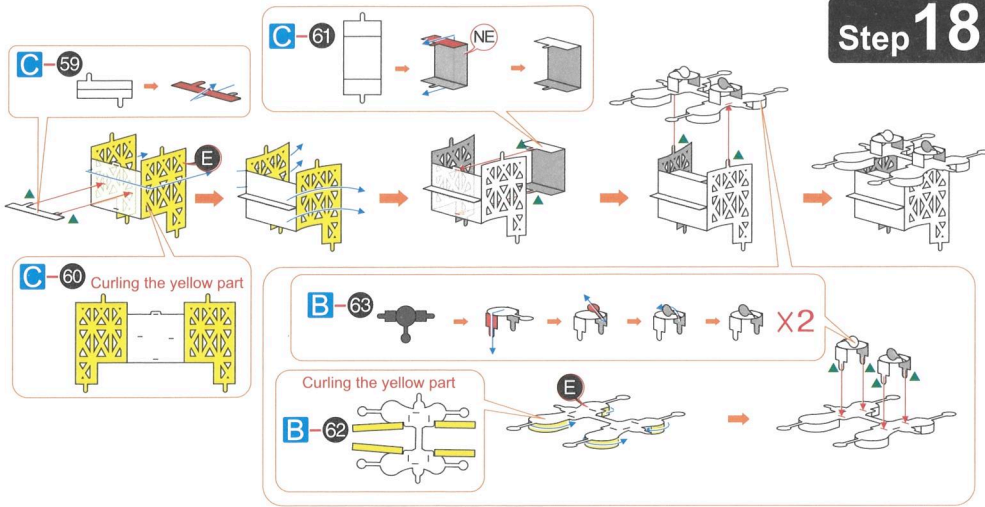 Step 18
C-59
C-61
NE
E
C-60 Curling the yellow part
B-63
X2
Curling the yellow part
B-62
E